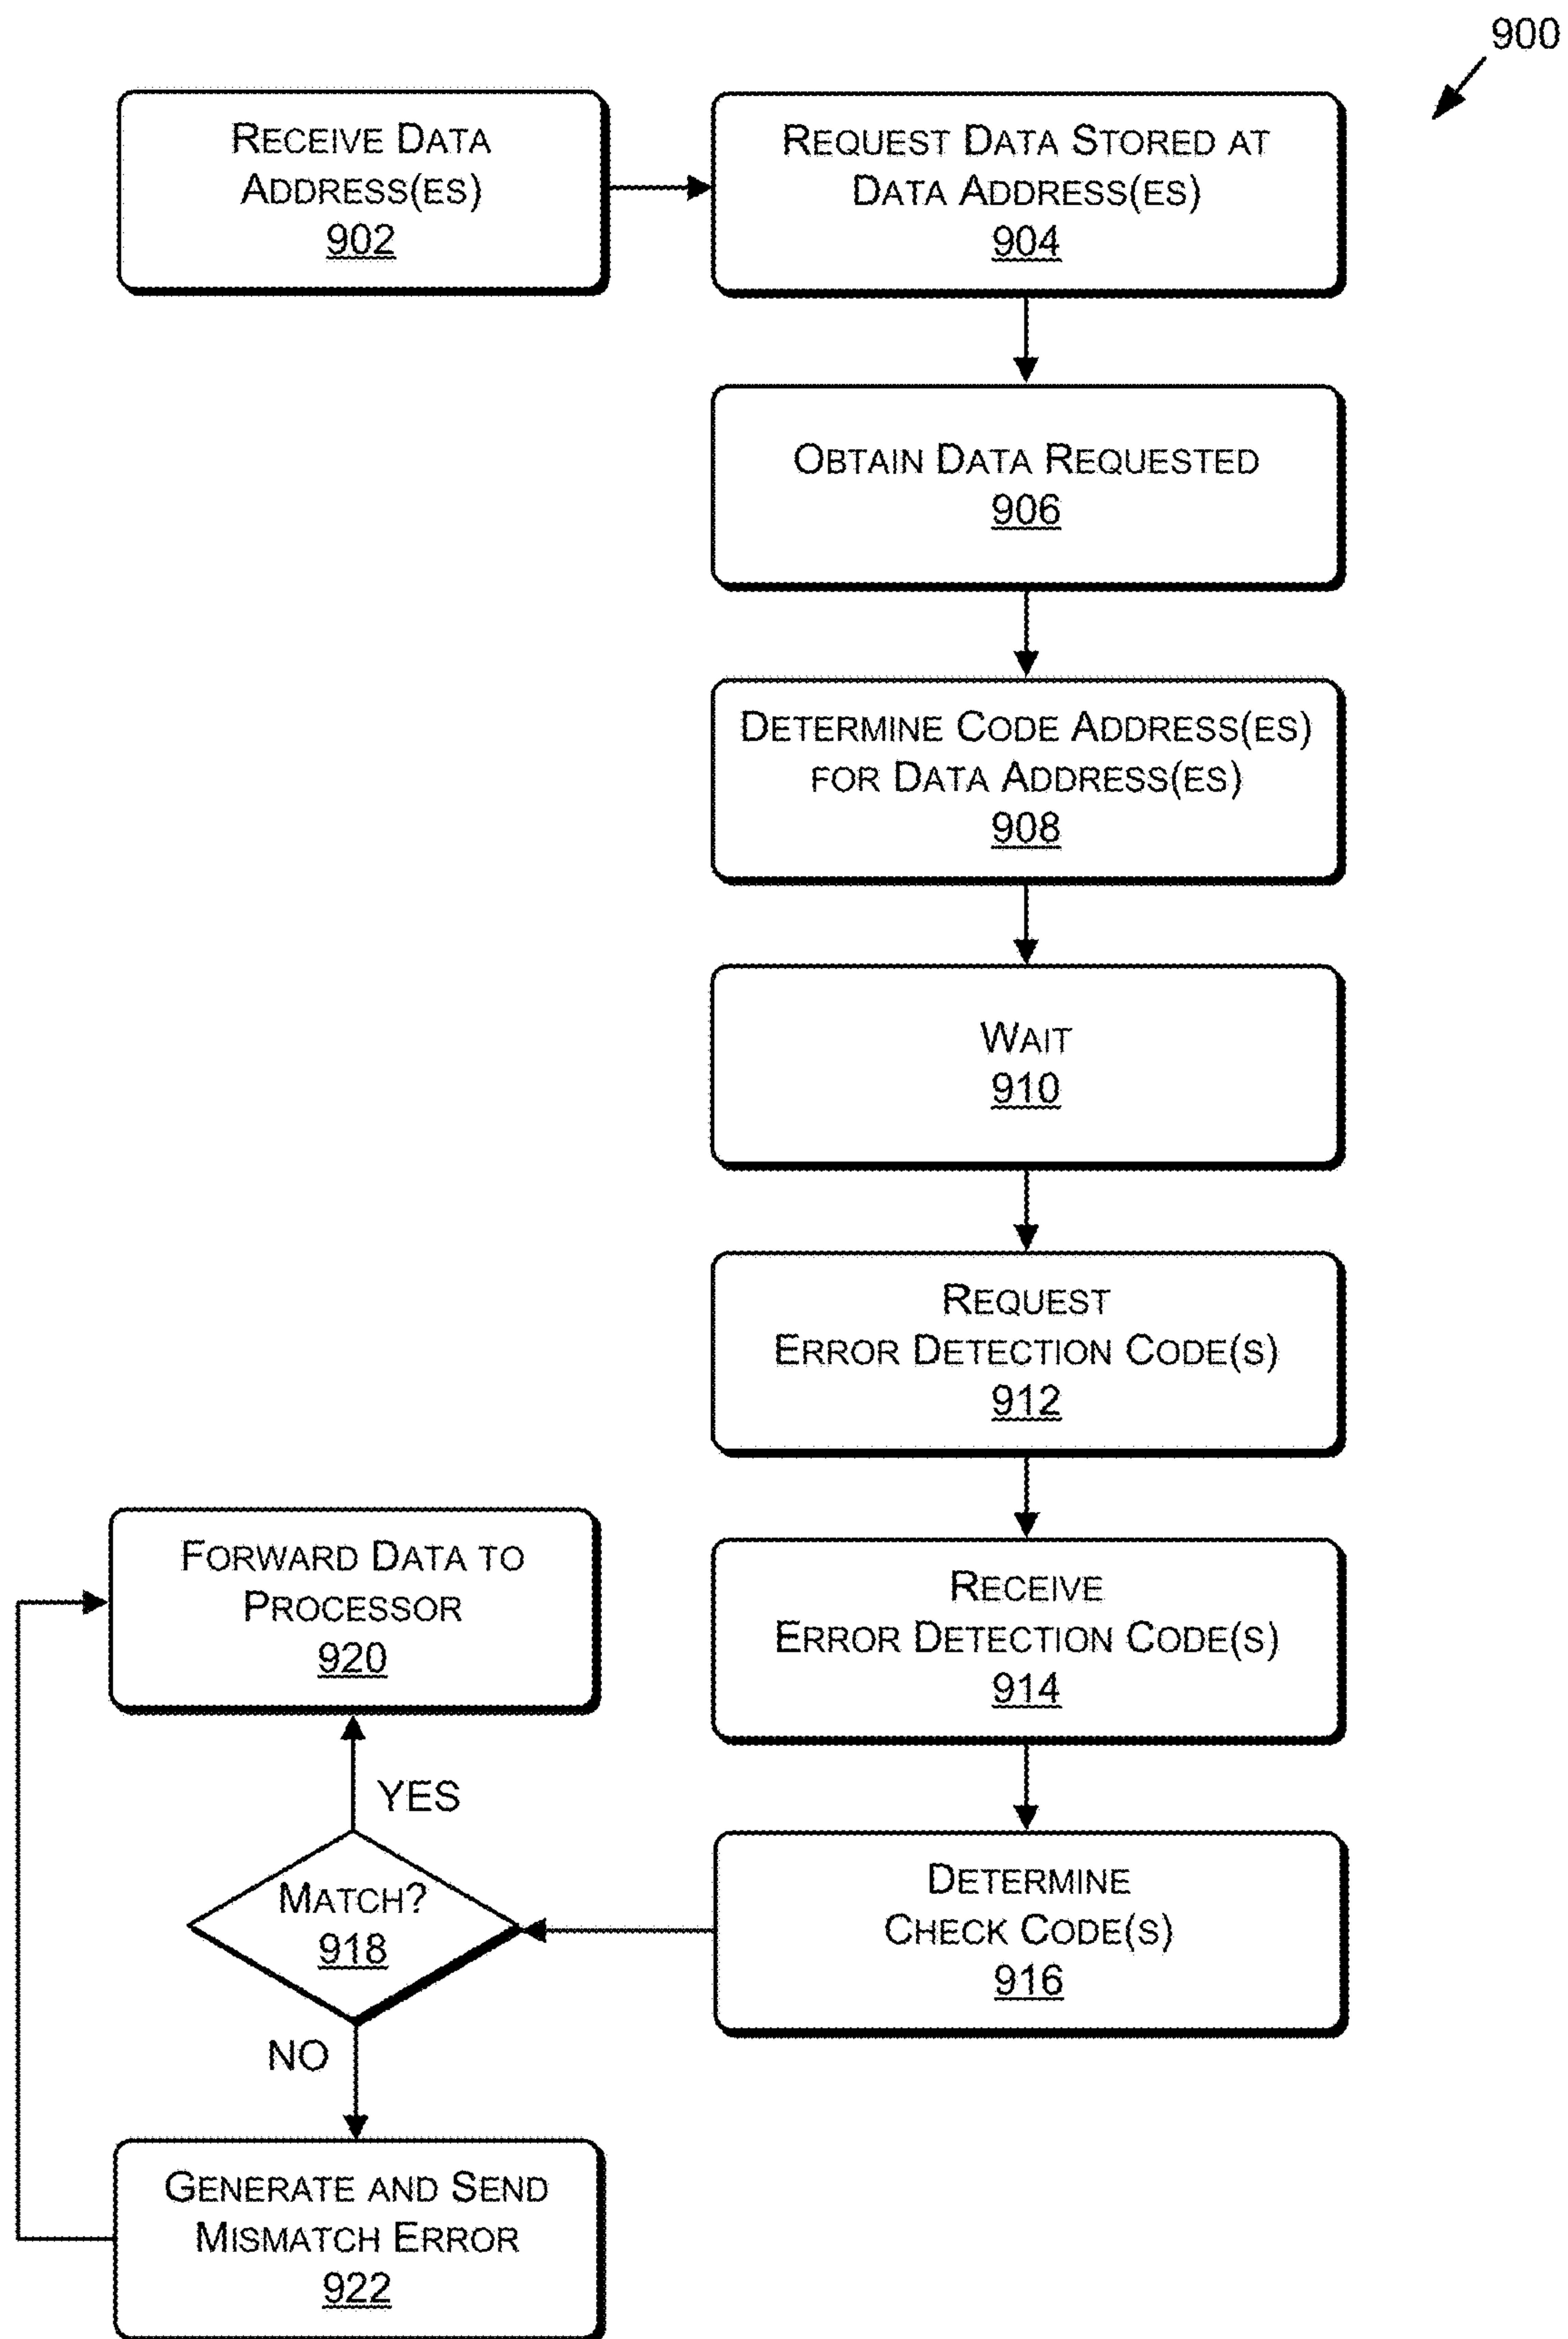 900
RECEIVE DATA
ADDRESS(ES)
902
REQUEST DATA STORED AT
DATA ADDRESS(ES)
904
OBTAIN DATA REQUESTED
906
DETERMINE CODE ADDRESS(ES)
FOR DATA ADDRESS(ES)
908
WAIT
910
REQUEST
ERROR DETECTION CODE(S)
912
RECEIVE
ERROR DETECTION CODE(S)
914
DETERMINE
CHECK CODE(S)
916
MATCH?
918
YES
FORWARD DATA TO
PROCESSOR
920
NO
GENERATE AND SEND
MISMATCH ERROR
922